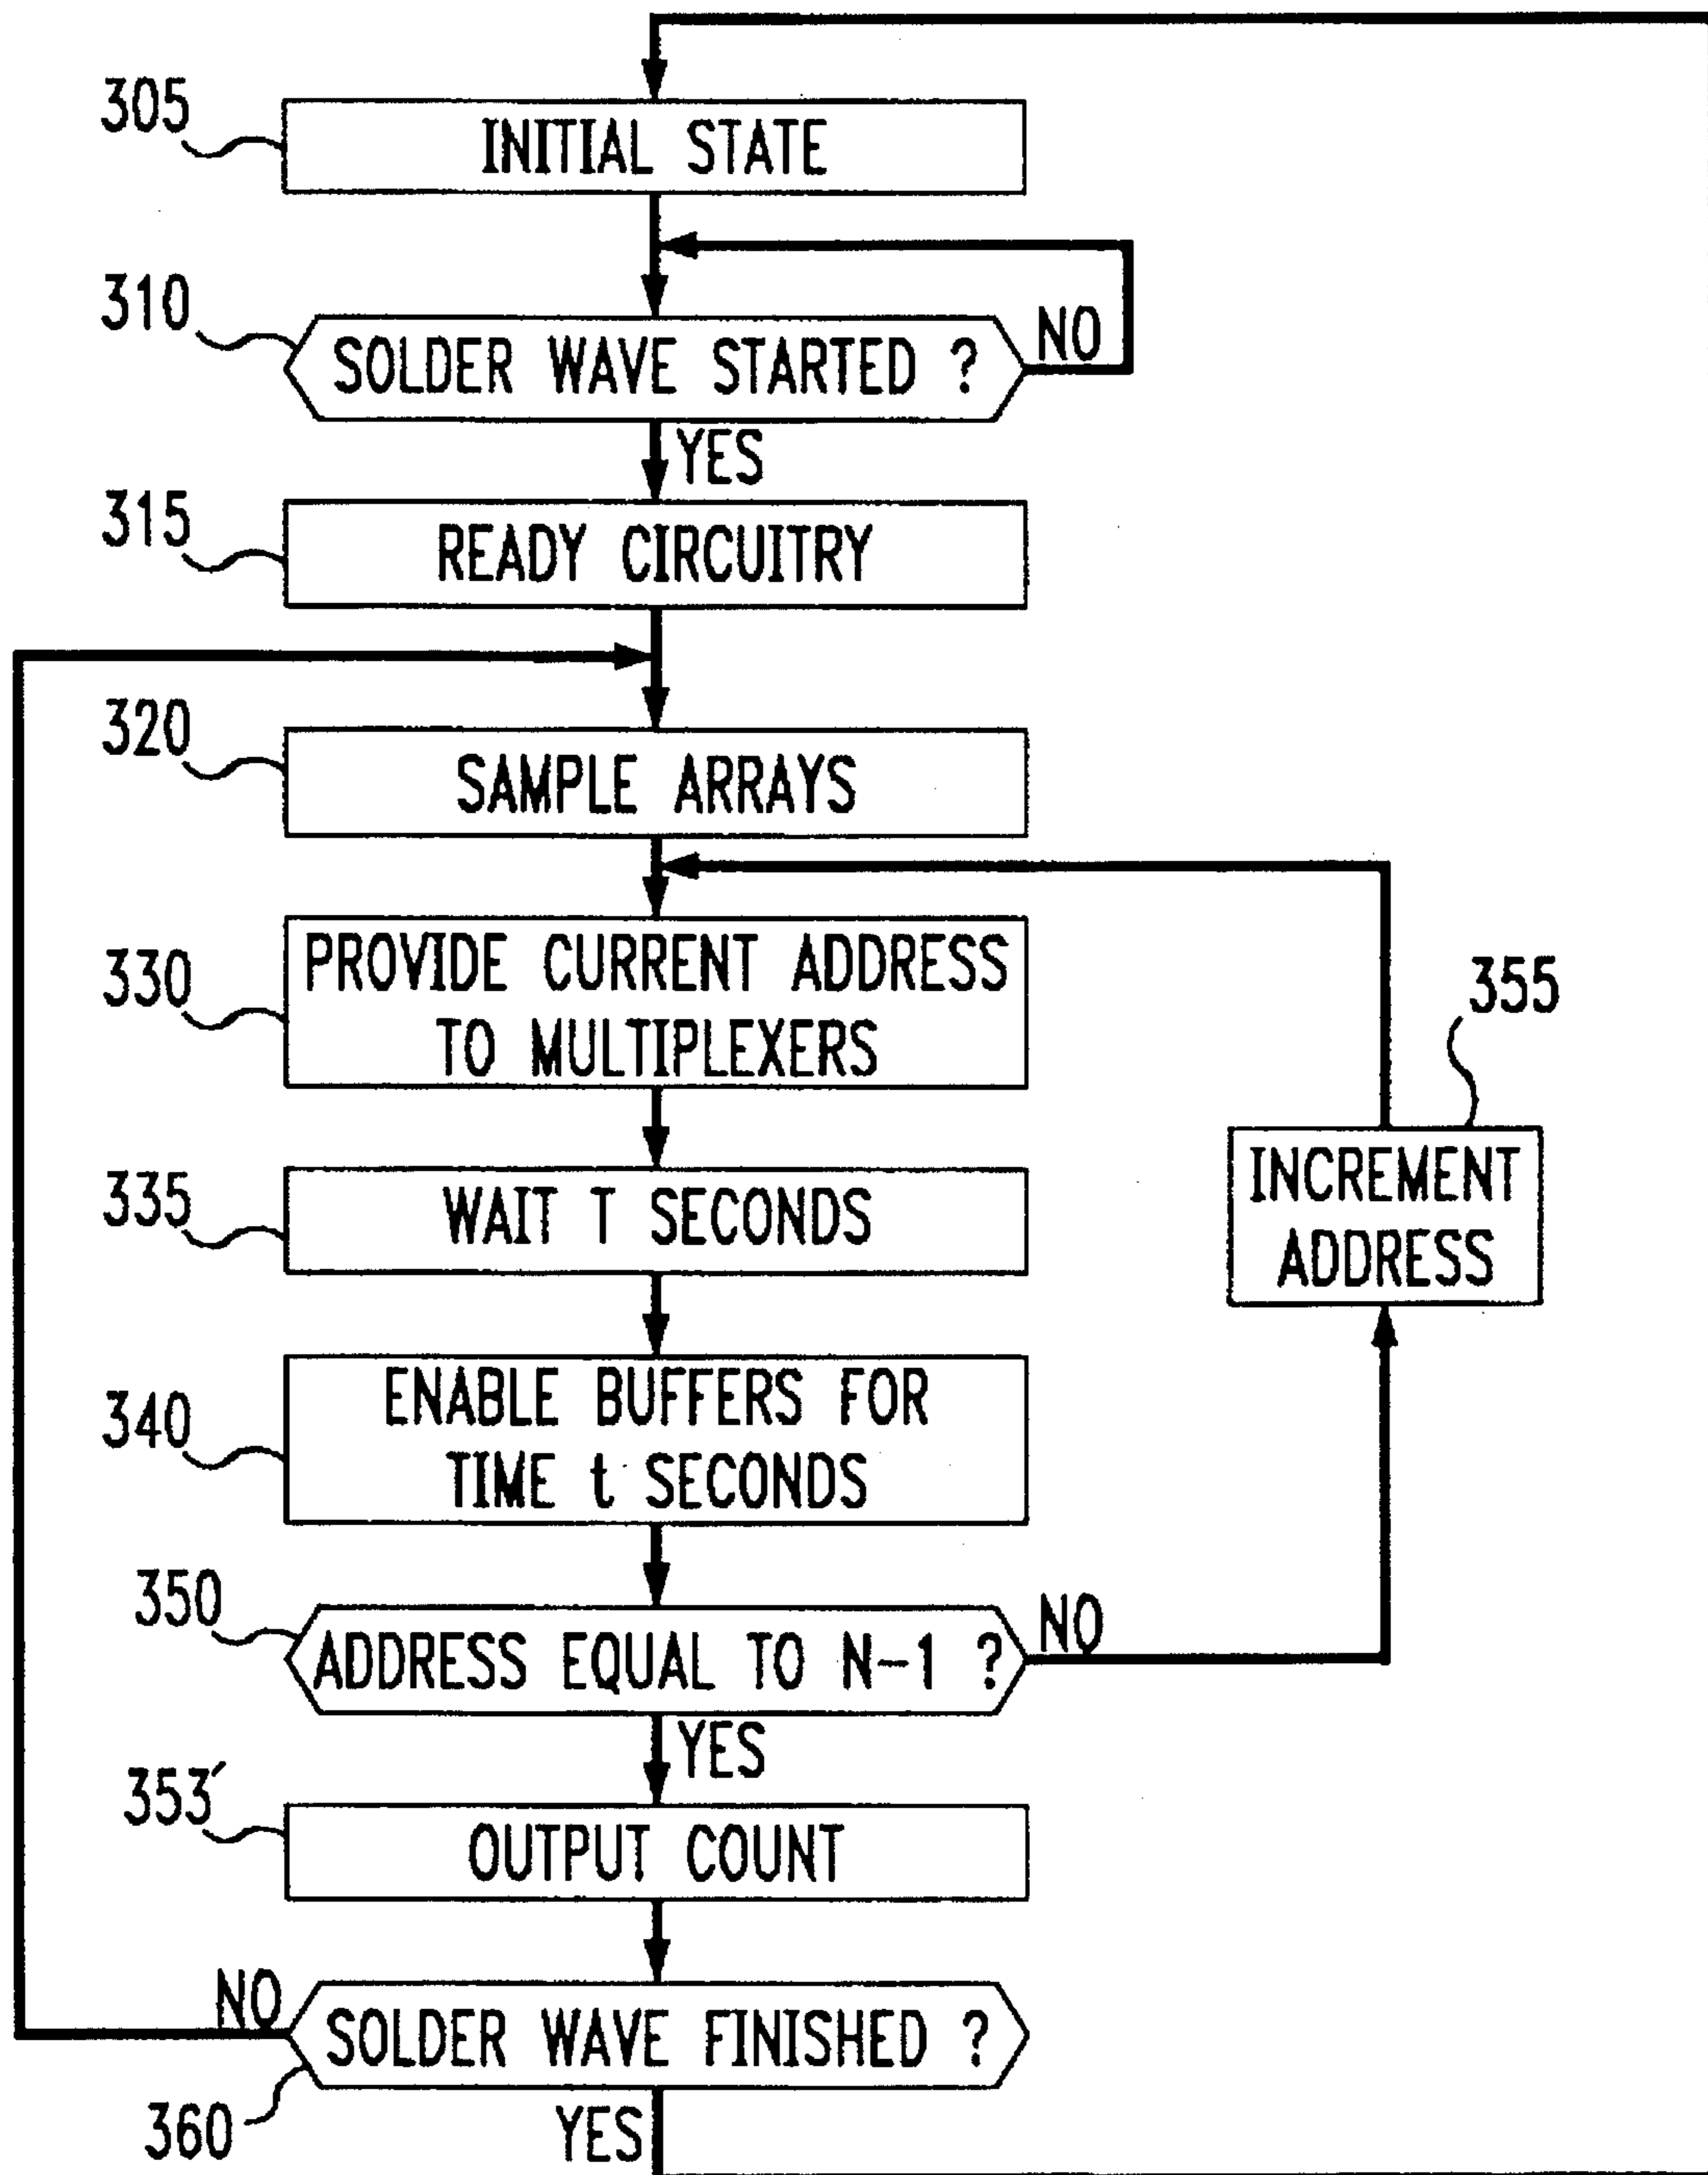 305
INITIAL STATE
310
SOLDER WAVE STARTED ?
NO
YES
315
READY CIRCUITRY
320
SAMPLE ARRAYS
330
PROVIDE CURRENT ADDRESS
TO MULTIPLEXERS
355
INCREMENT
ADDRESS
335
WAIT T SECONDS
340
ENABLE BUFFERS FOR
TIME t SECONDS
350
ADDRESS EQUAL TO N-1 ?
NO
YES
353'
OUTPUT COUNT
NO
SOLDER WAVE FINISHED ?
360
YES